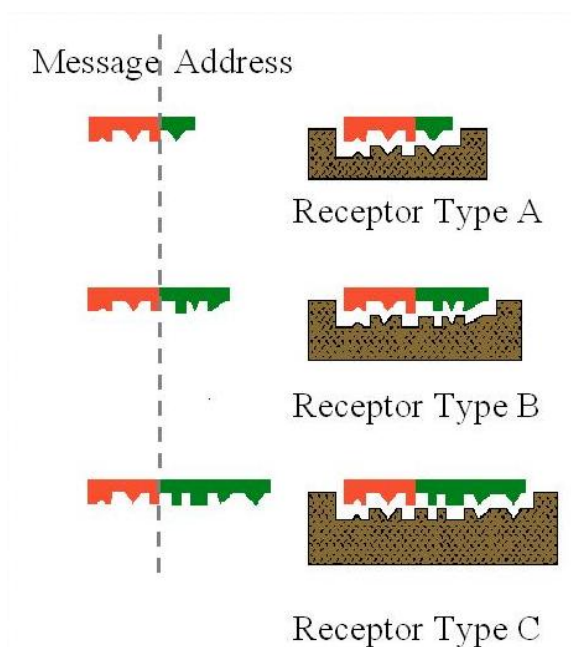 Message Address
Receptor Type A
Receptor Type B
Receptor Type C